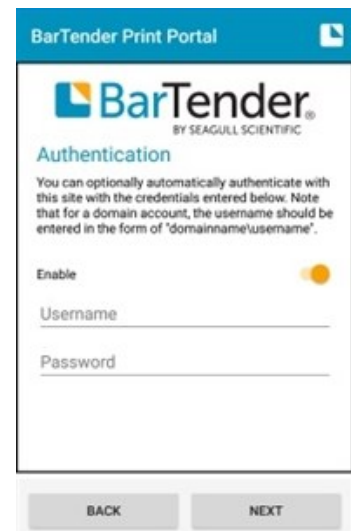 BarTender Print Portal
BarTender®
BY SEAGULL SCIENTIFIC
Authentication
You can optionally automatically authenticate with
this site with the credentials entered below. Note
that for a domain account, the username should be
entered in the form of "domainname\username".
Enable
Username
Password
BACK NEXT